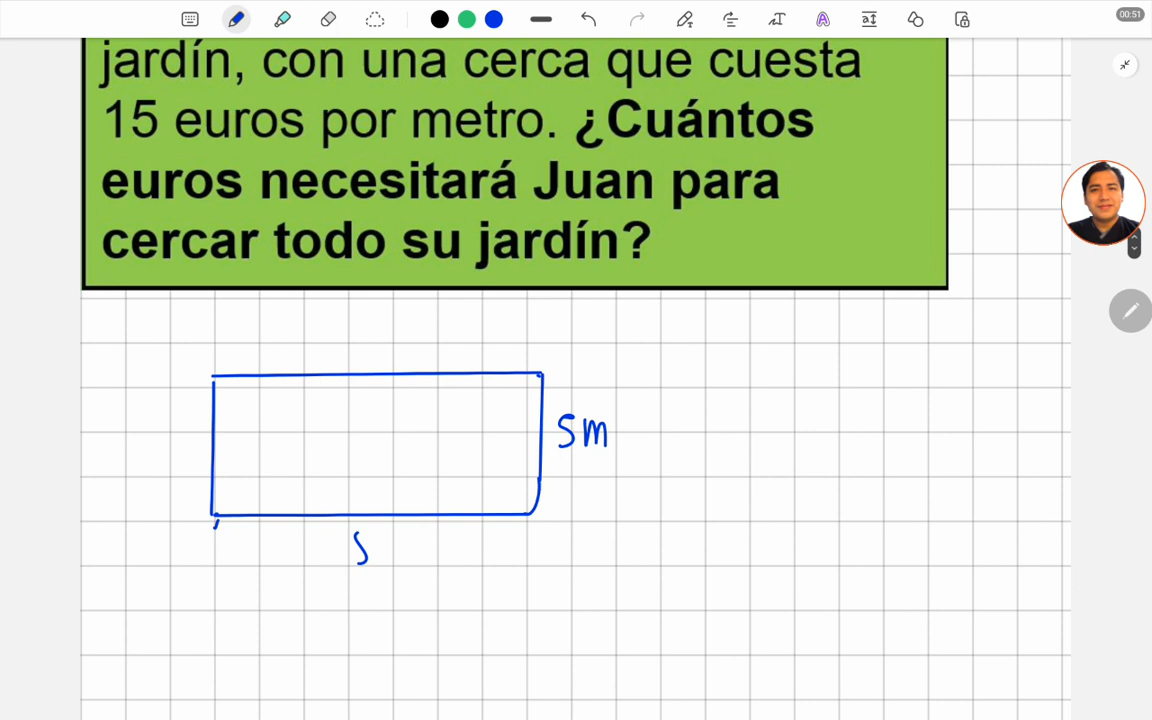 00:51
jardín, con una cerca que cuesta
15 euros por metro. ¿Cuántos
euros necesitará Juan para
cercar todo su jardín?
5m